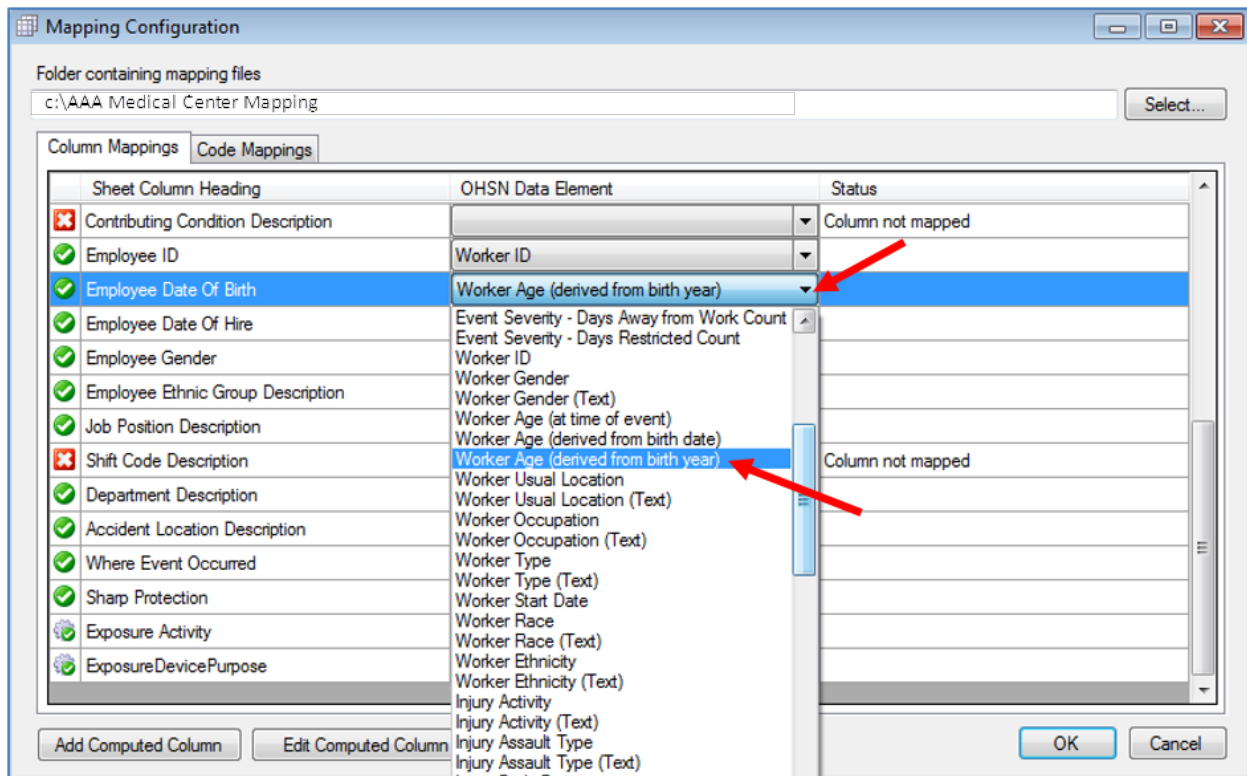 Mapping Configuration
Folder containing mapping files
c:\AAA Medical Center Mapping
Select...
Column Mappings Code Mappings
Sheet Column Heading OHSN Data Element Status
Contributing Condition Description Column not mapped
Employee ID Worker ID
Employee Date Of Birth Worker Age (derived from birth year)
Employee Date Of Hire
Employee Gender
Employee Ethnic Group Description
Job Position Description
Shift Code Description Column not mapped
Department Description
Accident Location Description
Where Event Occurred
Sharp Protection
Exposure Activity
ExposureDevicePurpose
Event Severity - Days Away from Work Count
Event Severity - Days Restricted Count
Worker ID
Worker Gender
Worker Gender (Text)
Worker Age (at time of event)
Worker Age (derived from birth date)
Worker Age (derived from birth year)
Worker Usual Location
Worker Usual Location (Text)
Worker Occupation
Worker Occupation (Text)
Worker Type
Worker Type (Text)
Worker Start Date
Worker Race
Worker Race (Text)
Worker Ethnicity
Worker Ethnicity (Text)
Injury Activity
Injury Activity (Text)
Injury Assault Type
Injury Assault Type (Text)
Add Computed Column Edit Computed Column OK Cancel